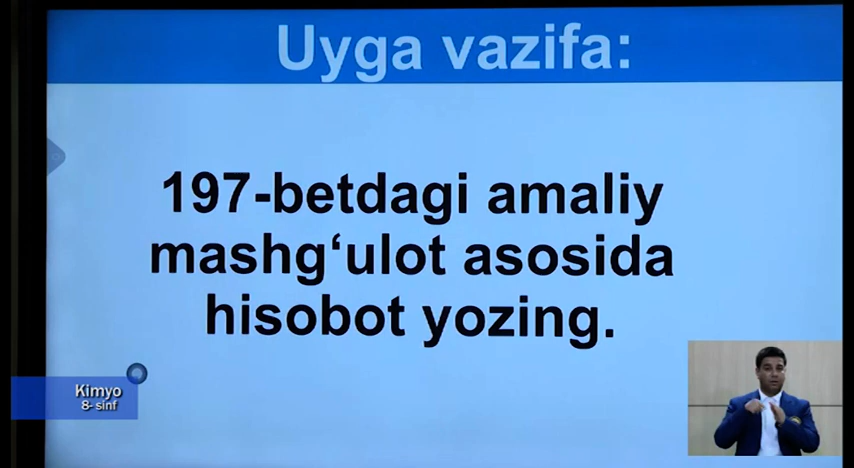 Uyga vazifa:
197-betdagi amaliy
mashg‘ulot asosida
hisobot yozing.
Kimyo
8- sinf